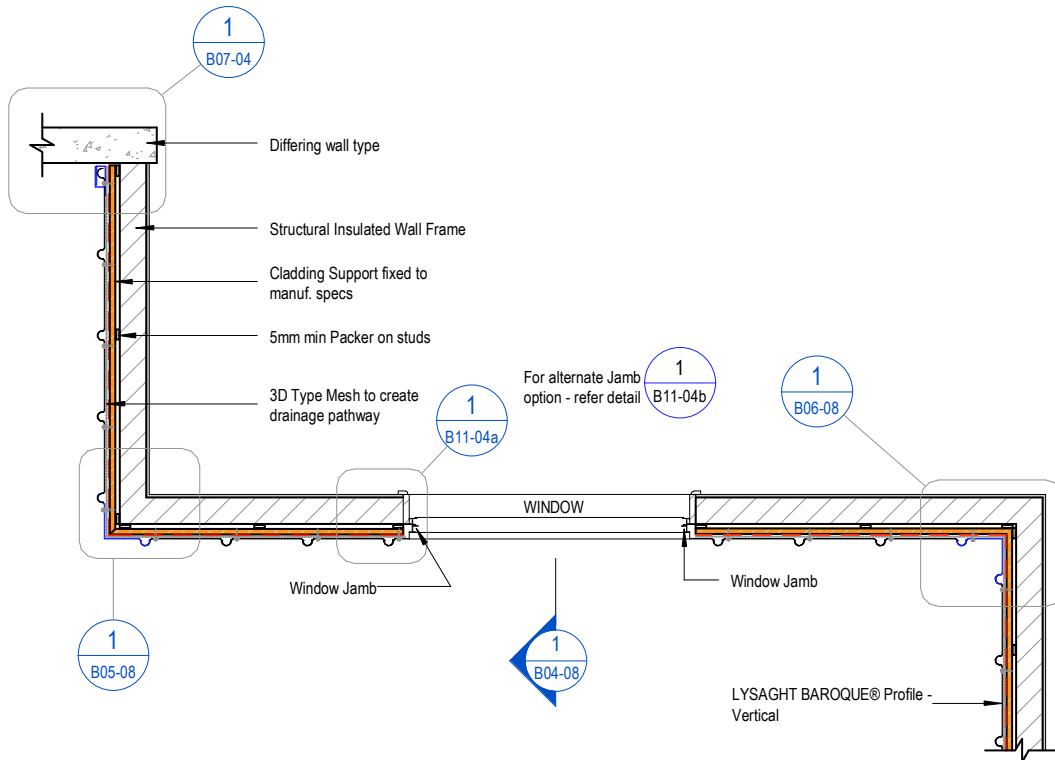 1
B07-04
Differing wall type
Structural Insulated Wall Frame
Cladding Support fixed to
manuf. specs
5mm min Packer on studs
3D Type Mesh to create
drainage pathway
For alternate Jamb
option - refer detail
1
B11-04b
1
B06-08
1
B11-04a
WINDOW
Window Jamb
Window Jamb
1
B05-08
1
B04-08
LYSAGHT BAROQUE® Profile -
Vertical